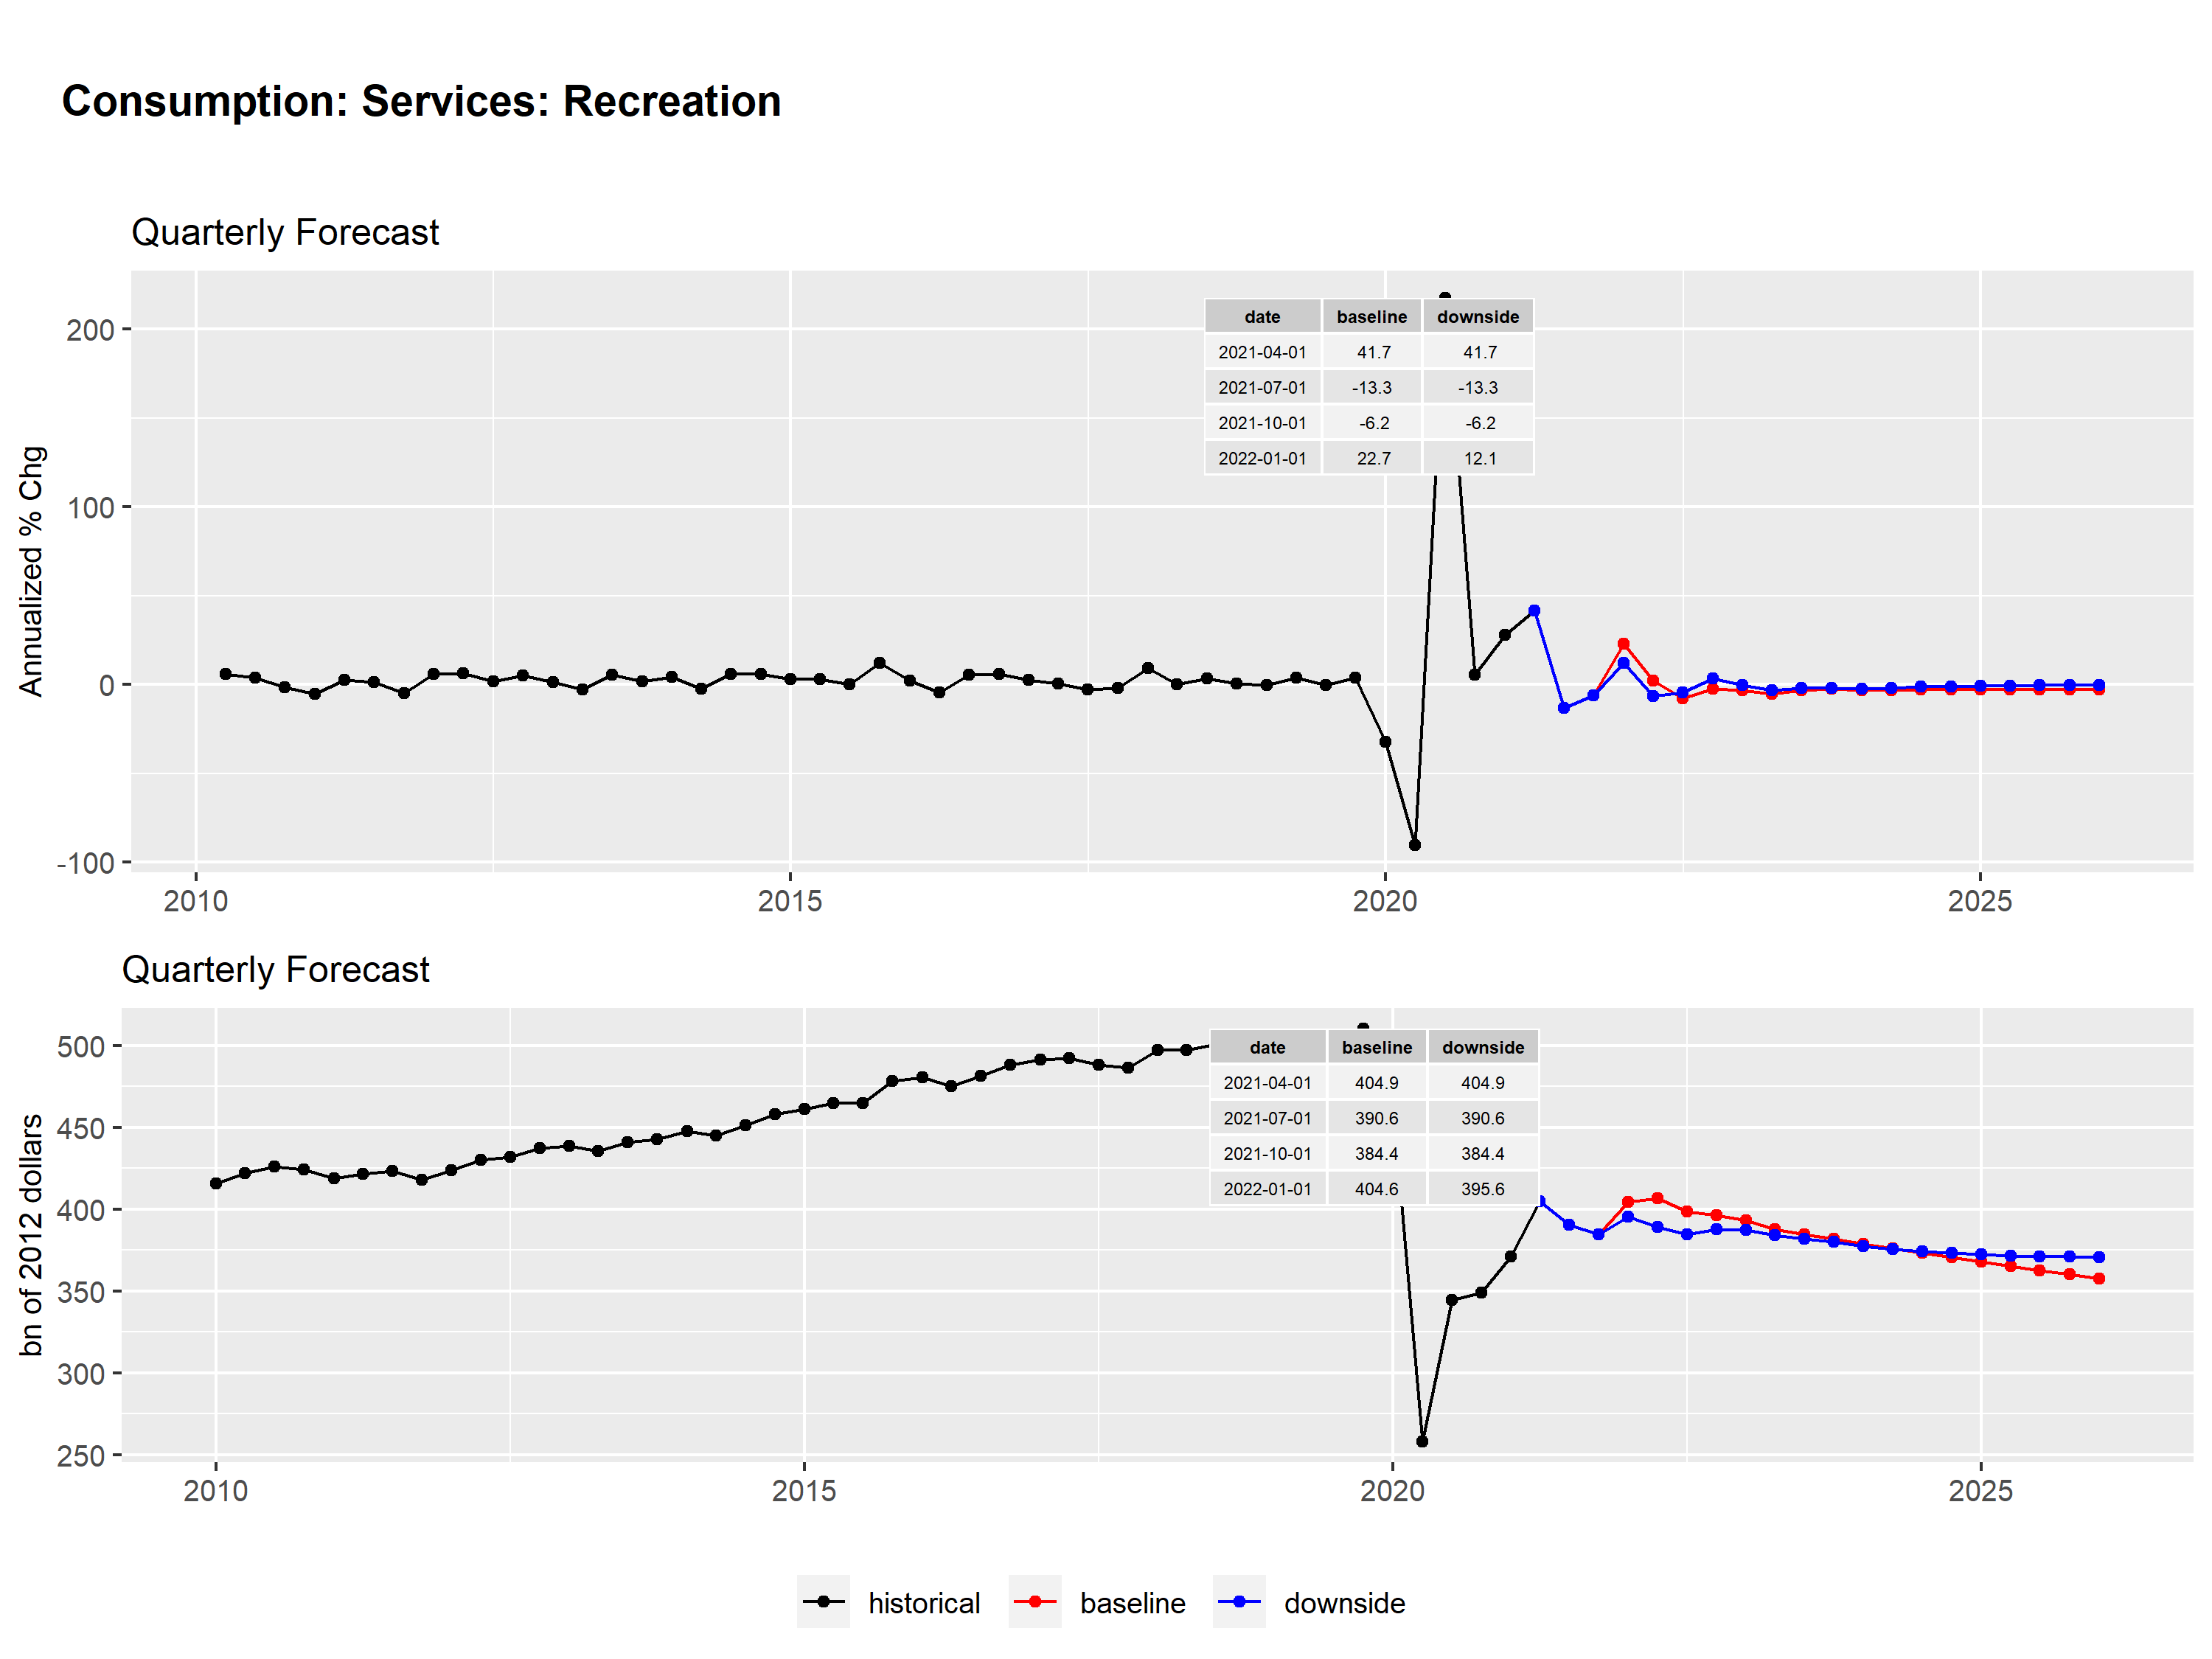 Consumption: Services: Recreation
Quarterly Forecast
Annualized % Chg
200
100
0
-100
date baseline downside
2021-04-01 41.7 41.7
2021-07-01 -13.3 -13.3
2021-10-01 -6.2 -6.2
2022-01-01 22.7 12.1
2010 2015 2020 2025
Quarterly Forecast
bn of 2012 dollars
500
450
400
350
300
250
date baseline downside
2021-04-01 404.9 404.9
2021-07-01 390.6 390.6
2021-10-01 384.4 384.4
2022-01-01 404.6 395.6
2010 2015 2020 2025
historical baseline downside